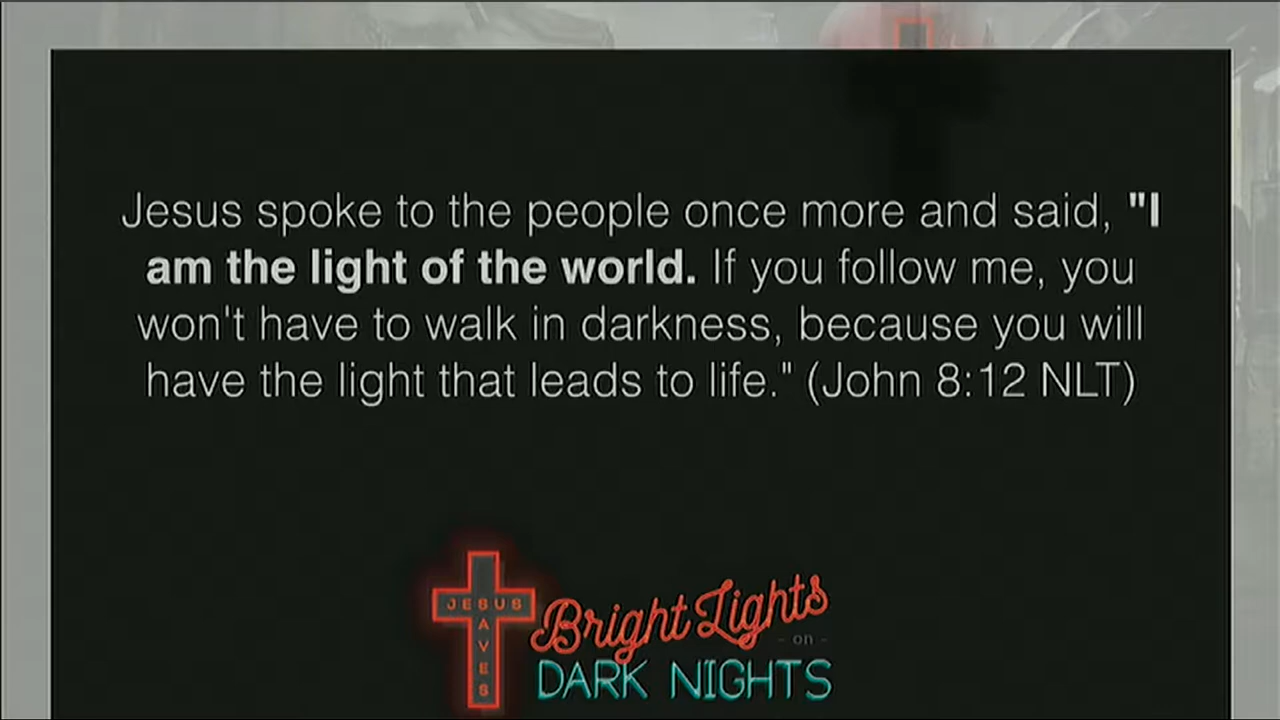 Jesus spoke to the people once more and said, "I
am the light of the world. If you follow me, you
won't have to walk in darkness, because you will
have the light that leads to life." (John 8:12 NLT)
JESUS
SAVES
Bright Lights
- on -
DARK NIGHTS